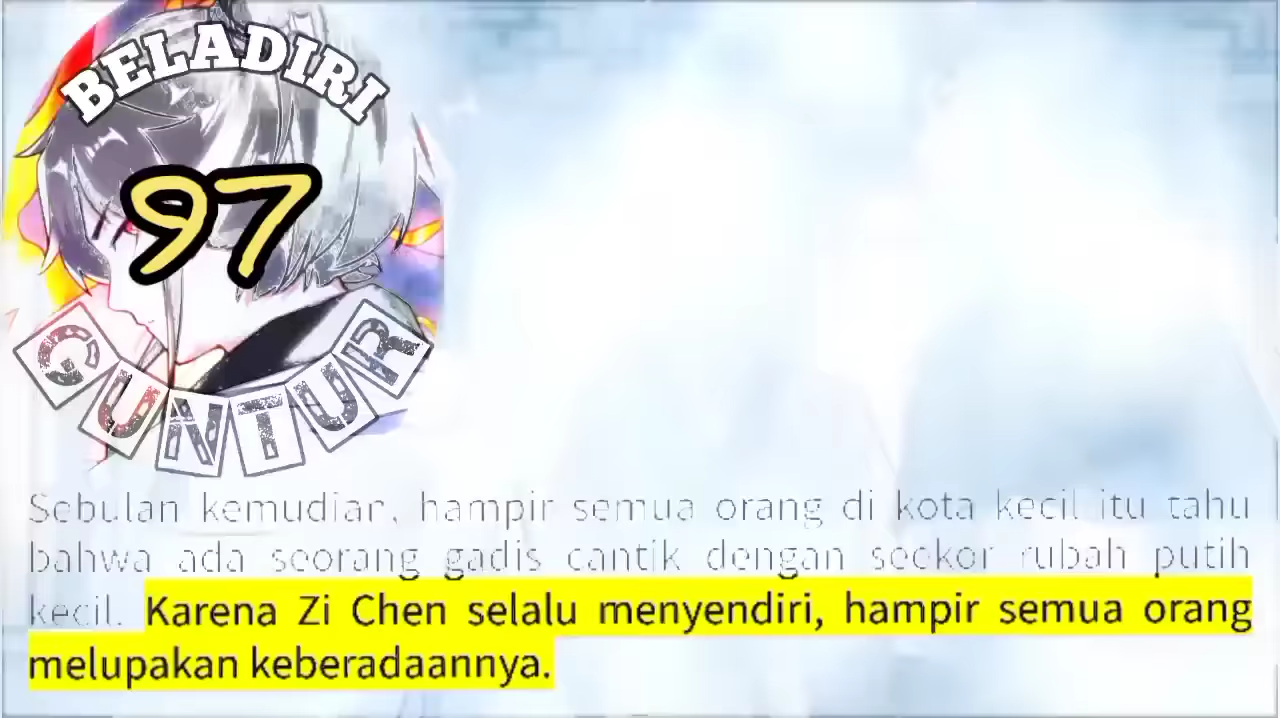 BELADIRI
97
GUNTUR
Sebulan kemudian, hampir semua orang di kota kecil itu tahu
bahwa ada seorang gadis cantik dengan seekor rubah putih
kecil. Karena Zi Chen selalu menyendiri, hampir semua orang
melupakan keberadaannya.